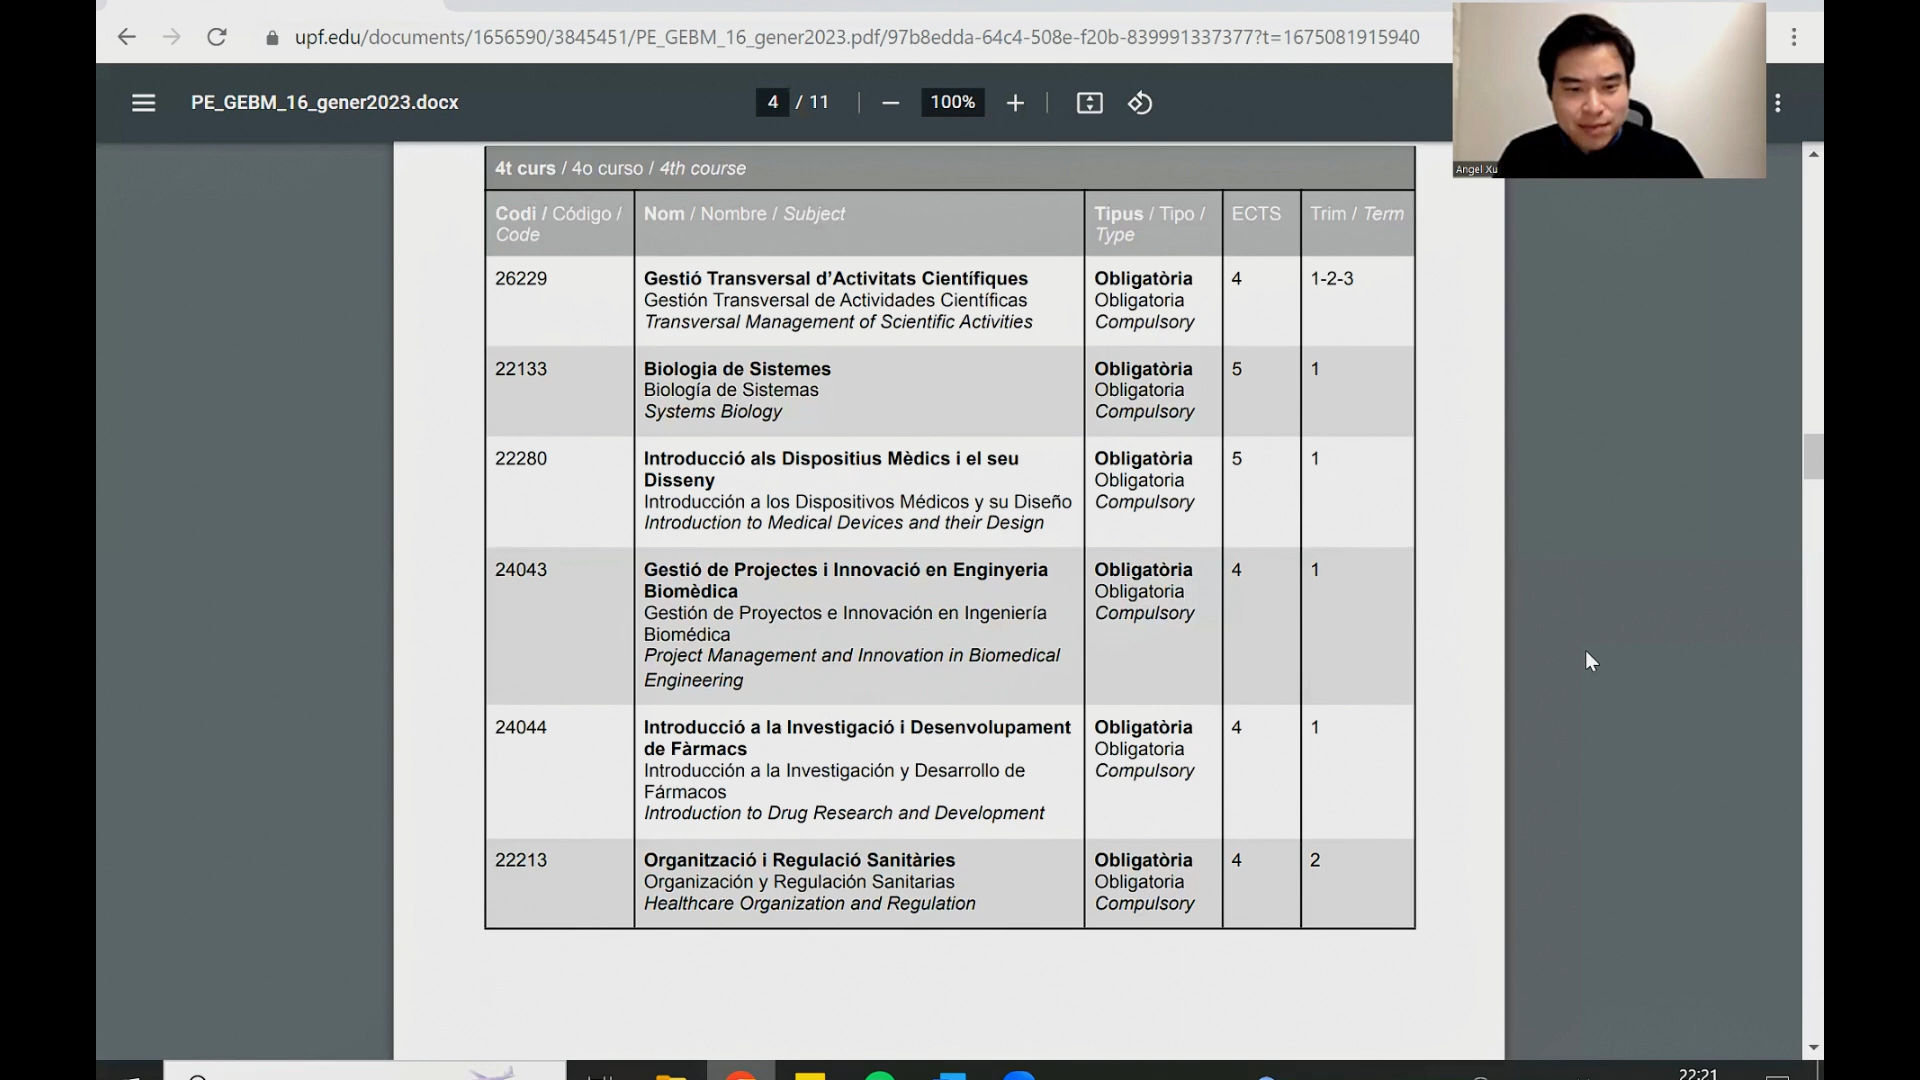 upf.edu/documents/1656590/3845451/PE_GEBM_16_gener2023.pdf/97b8edda-64c4-508e-f20b-839991337377?t=1675081915940
PE_GEBM_16_gener2023.docx
4 / 11
100%
Angel Xu
4t curs / 4o curso / 4th course
Codi / Código /
Code
Nom / Nombre / Subject
Tipus / Tipo /
Type
ECTS
Trim / Term
26229
Gestió Transversal d’Activitats Científiques
Gestión Transversal de Actividades Científicas
Transversal Management of Scientific Activities
Obligatòria
Obligatoria
Compulsory
4
1-2-3
22133
Biologia de Sistemes
Biología de Sistemas
Systems Biology
Obligatòria
Obligatoria
Compulsory
5
1
22280
Introducció als Dispositius Mèdics i el seu
Disseny
Introducción a los Dispositivos Médicos y su Diseño
Introduction to Medical Devices and their Design
Obligatòria
Obligatoria
Compulsory
5
1
24043
Gestió de Projectes i Innovació en Enginyeria
Biomèdica
Gestión de Proyectos e Innovación en Ingeniería
Biomédica
Project Management and Innovation in Biomedical
Engineering
Obligatòria
Obligatoria
Compulsory
4
1
24044
Introducció a la Investigació i Desenvolupament
de Fàrmacs
Introducción a la Investigación y Desarrollo de
Fármacos
Introduction to Drug Research and Development
Obligatòria
Obligatoria
Compulsory
4
1
22213
Organització i Regulació Sanitàries
Organización y Regulación Sanitarias
Healthcare Organization and Regulation
Obligatòria
Obligatoria
Compulsory
4
2
22:21